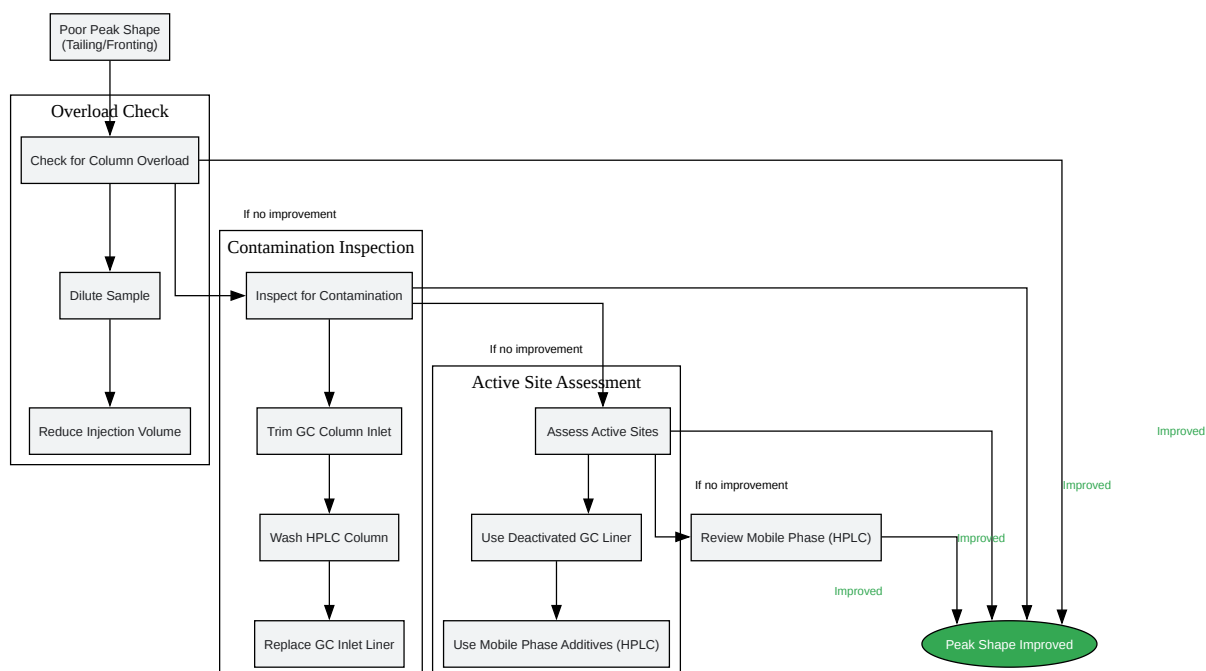 Poor Peak Shape
(Tailing/Fronting)
Overload Check
Check for Column Overload
If no improvement
Contamination Inspection
Dilute Sample
Inspect for Contamination
If no improvement
Active Site Assessment
Reduce Injection Volume
Trim GC Column Inlet
Assess Active Sites
Improved
If no improvement
Improved
Wash HPLC Column
Use Deactivated GC Liner
Review Mobile Phase (HPLC)
Improved
Improved
Replace GC Inlet Liner
Use Mobile Phase Additives (HPLC)
Peak Shape Improved